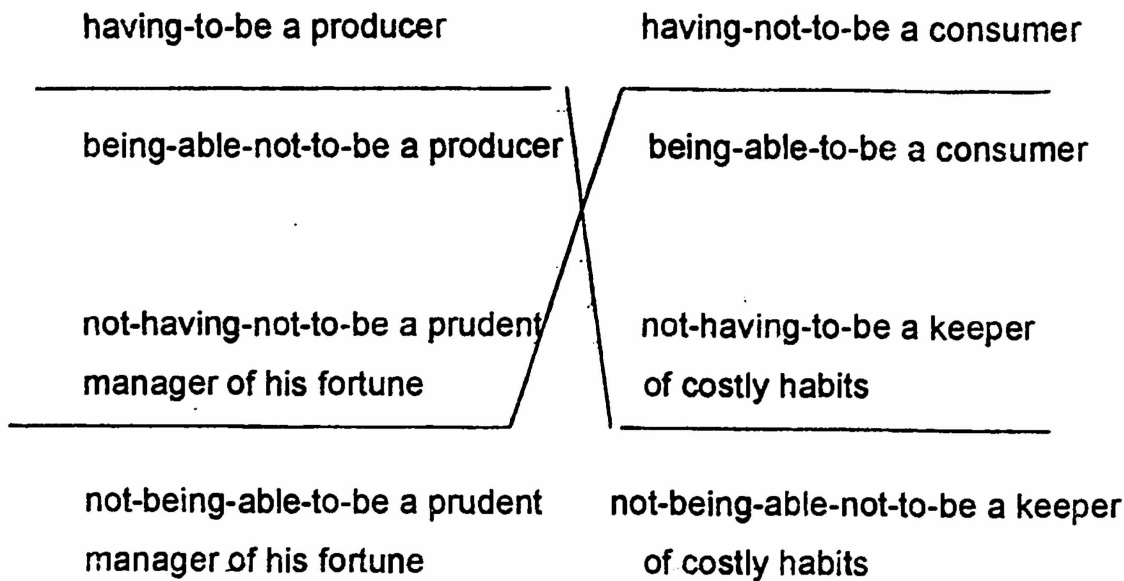 having-to-be a producer
having-not-to-be a consumer
being-able-not-to-be a producer
being-able-to-be a consumer
not-having-not-to-be a prudent
manager of his fortune
not-having-to-be a keeper
of costly habits
not-being-able-to-be a prudent
manager of his fortune
not-being-able-not-to-be a keeper
of costly habits